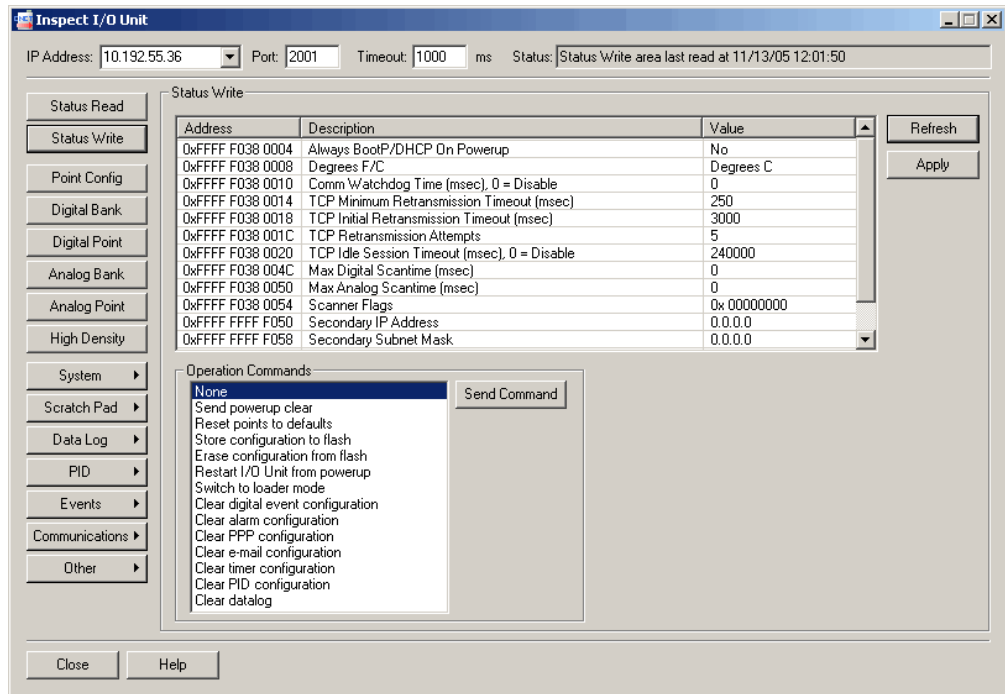 Inspect I/O Unit
IP Address: 10.192.55.36 Port: 2001 Timeout: 1000 ms Status: Status Write area last read at 11/13/05 12:01:50
Status Read
Status Write
Point Config
Digital Bank
Digital Point
Analog Bank
Analog Point
High Density
System
Scratch Pad
Data Log
PID
Events
Communications
Other
Status Write
Address Description Value
0xFFFF F038 0004 Always BootP/DHCP On Powerup No
0xFFFF F038 0008 Degrees F/C Degrees C
0xFFFF F038 0010 Comm Watchdog Time (msec), 0 = Disable 0
0xFFFF F038 0014 TCP Minimum Retransmission Timeout (msec) 250
0xFFFF F038 0018 TCP Initial Retransmission Timeout (msec) 3000
0xFFFF F038 001C TCP Retransmission Attempts 5
0xFFFF F038 0020 TCP Idle Session Timeout (msec), 0 = Disable 240000
0xFFFF F038 004C Max Digital Scantime (msec) 0
0xFFFF F038 0050 Max Analog Scantime (msec) 0
0xFFFF F038 0054 Scanner Flags 0x 00000000
0xFFFF FFFF F050 Secondary IP Address 0.0.0.0
0xFFFF FFFF F058 Secondary Subnet Mask 0.0.0.0
Refresh
Apply
Operation Commands
None
Send powerup clear
Reset points to defaults
Store configuration to flash
Erase configuration from flash
Restart I/O Unit from powerup
Switch to loader mode
Clear digital event configuration
Clear alarm configuration
Clear PPP configuration
Clear e-mail configuration
Clear timer configuration
Clear PID configuration
Clear datalog
Send Command
Close Help